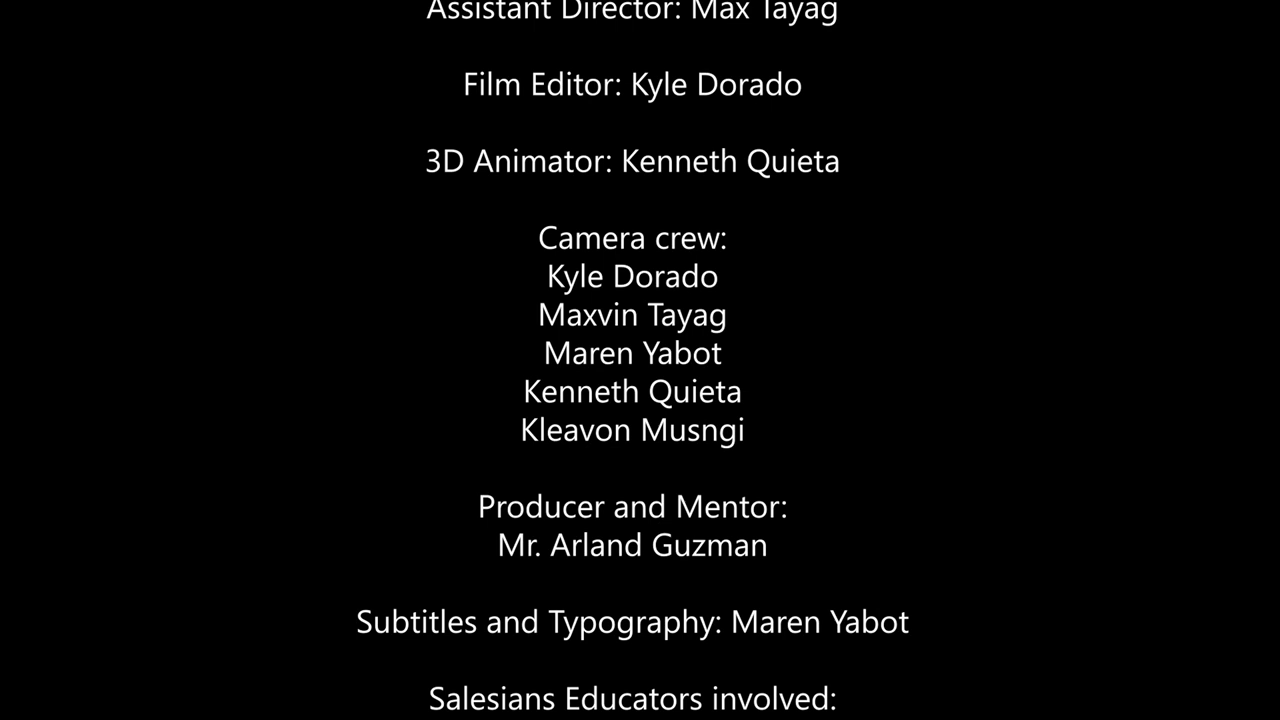 Assistant Director: Max Tayag
Film Editor: Kyle Dorado
3D Animator: Kenneth Quieta
Camera crew:
Kyle Dorado
Maxvin Tayag
Maren Yabot
Kenneth Quieta
Kleavon Musngi
Producer and Mentor:
Mr. Arland Guzman
Subtitles and Typography: Maren Yabot
Salesians Educators involved: